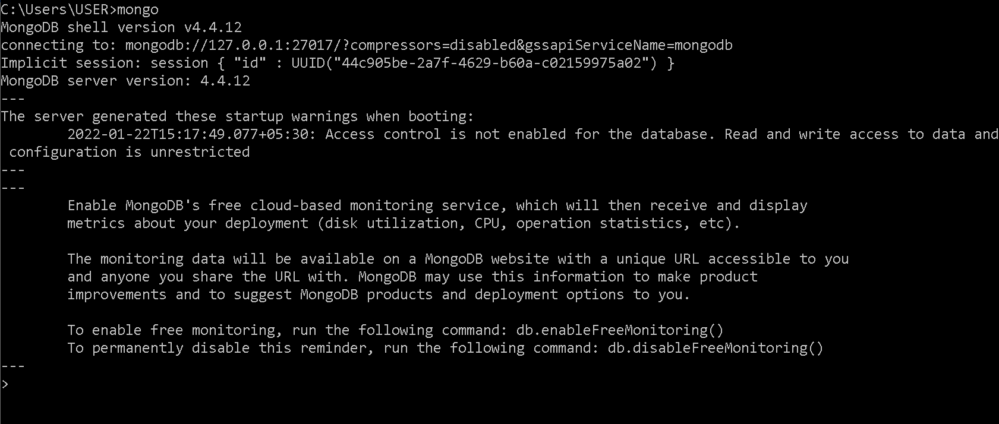 C:\Users\USER>mongo
MongoDB shell version v4.4.12
connecting to: mongodb://127.0.0.1:27017/?compressors=disabled&gssapiServiceName=mongodb
Implicit session: session { "id" : UUID("44c905be-2a7f-4629-b60a-c02159975a02") }
MongoDB server version: 4.4.12
---
The server generated these startup warnings when booting:
        2022-01-22T15:17:49.077+05:30: Access control is not enabled for the database. Read and write access to data and
 configuration is unrestricted
---
---
        Enable MongoDB's free cloud-based monitoring service, which will then receive and display
        metrics about your deployment (disk utilization, CPU, operation statistics, etc).

        The monitoring data will be available on a MongoDB website with a unique URL accessible to you
        and anyone you share the URL with. MongoDB may use this information to make product
        improvements and to suggest MongoDB products and deployment options to you.

        To enable free monitoring, run the following command: db.enableFreeMonitoring()
        To permanently disable this reminder, run the following command: db.disableFreeMonitoring()
---
>